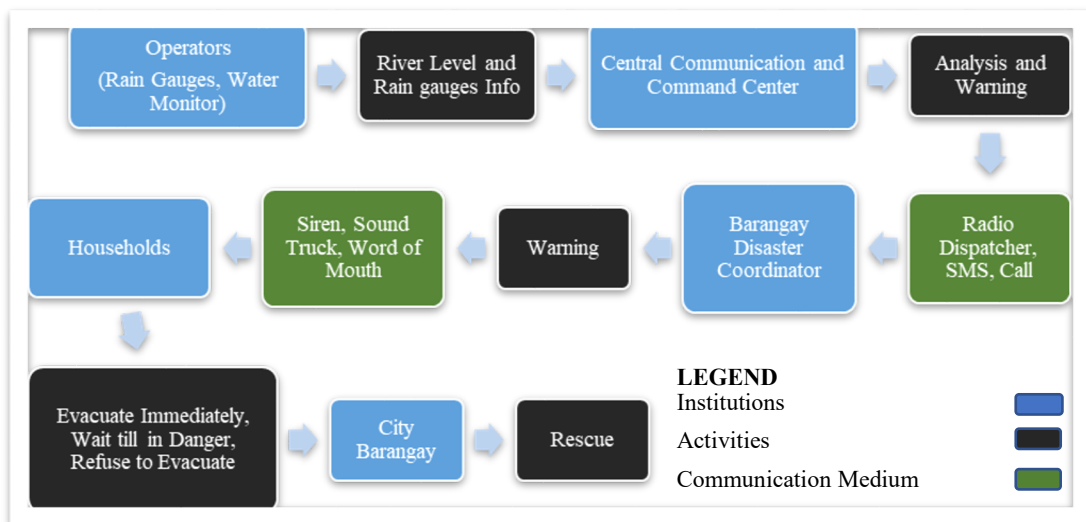 Operators
(Rain Gauges, Water
Monitor)
River Level and
Rain gauges Info
Central Communication and
Command Center
Analysis and
Warning
Radio
Dispatcher,
SMS, Call
Barangay
Disaster
Coordinator
Warning
Siren, Sound
Truck, Word of
Mouth
Households
Evacuate Immediately,
Wait till in Danger,
Refuse to Evacuate
City
Barangay
Rescue
LEGEND
Institutions
Activities
Communication Medium